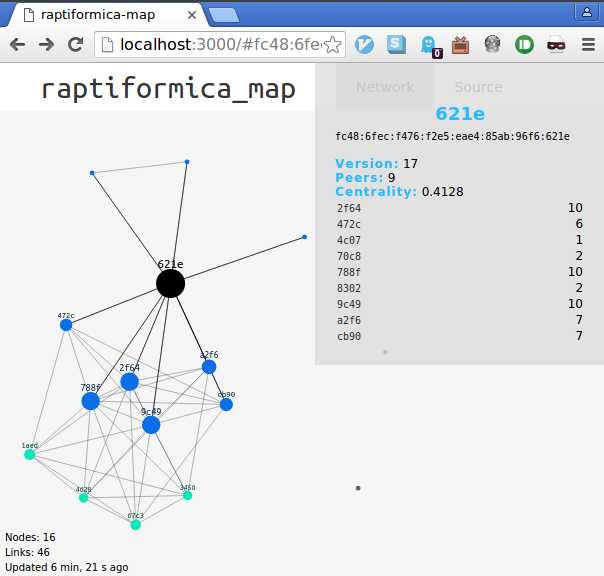 raptiformica-map
localhost:3000/#fc48:6fe
0
raptiformica_map
Network Source
621e
fc48:6fec:f476:f2e5:eae4:85ab:96f6:621e
Version: 17
Peers: 9
Centrality: 0.4128
2f64 10
472c 6
4c07 1
70c8 2
788f 10
8302 2
9c49 10
a2f6 7
cb90 7
621e
472c
a2f6
2f64
788f
cb90
9c49
1aed
3456
4628
67c3
Nodes: 16
Links: 46
Updated 6 min, 21 s ago